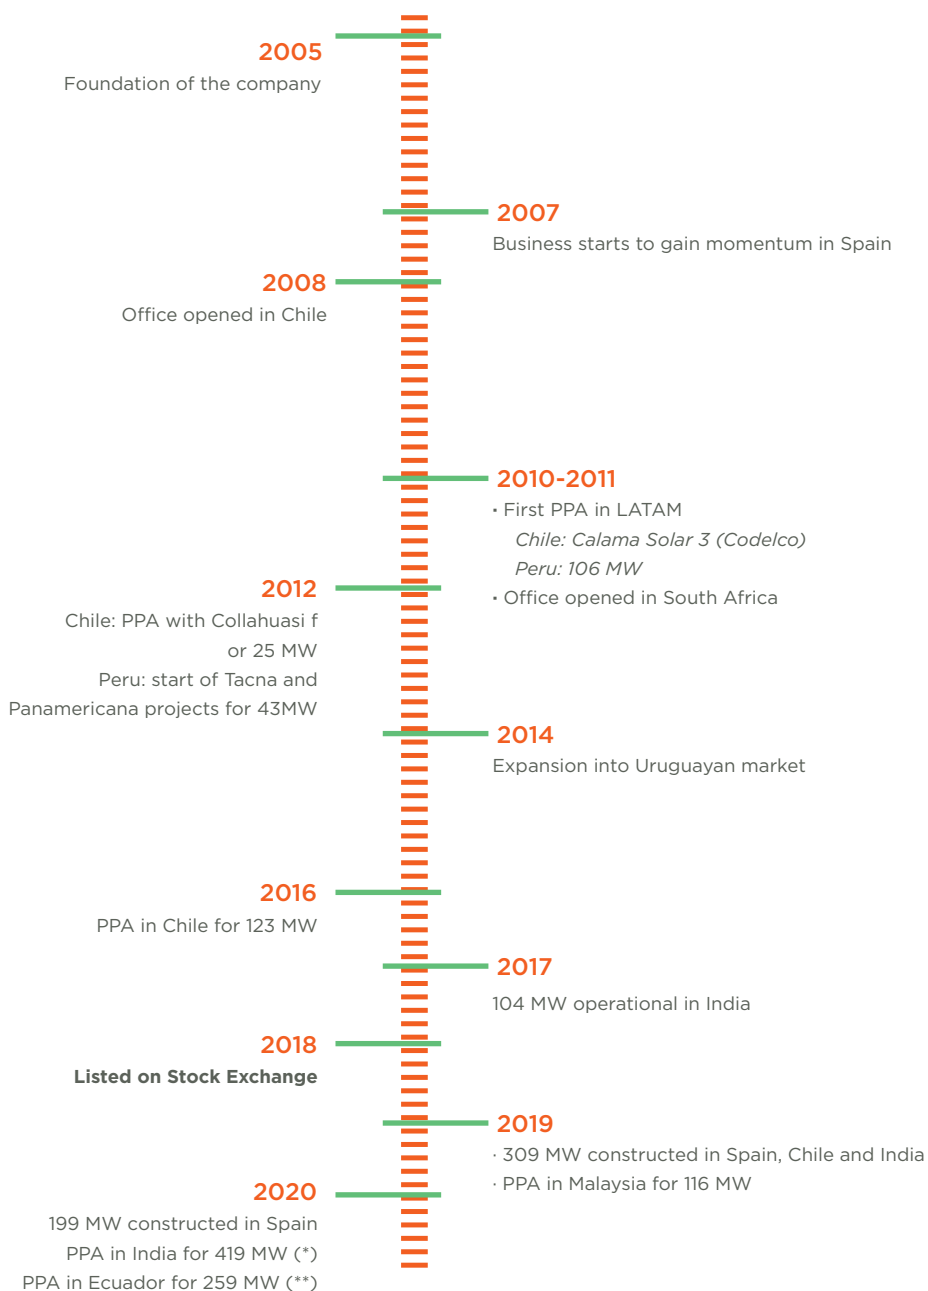 2005
Foundation of the company
2007
Business starts to gain momentum in Spain
2008
Office opened in Chile
2010-2011
· First PPA in LATAM
Chile: Calama Solar 3 (Codelco)
Peru: 106 MW
· Office opened in South Africa
2012
Chile: PPA with Collahuasi f
or 25 MW
Peru: start of Tacna and
Panamericana projects for 43MW
2014
Expansion into Uruguayan market
2016
PPA in Chile for 123 MW
2017
104 MW operational in India
2018
Listed on Stock Exchange
2019
· 309 MW constructed in Spain, Chile and India
· PPA in Malaysia for 116 MW
2020
199 MW constructed in Spain
PPA in India for 419 MW (*)
PPA in Ecuador for 259 MW (**)